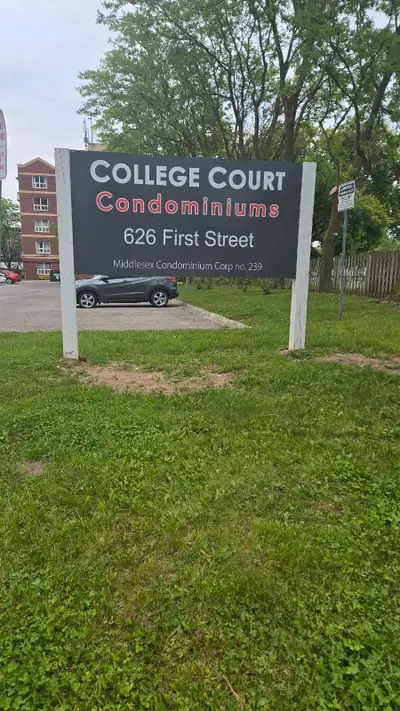 COLLEGE COURT
Condominiums
626 First Street
Middlesex Condominium Corp no. 239